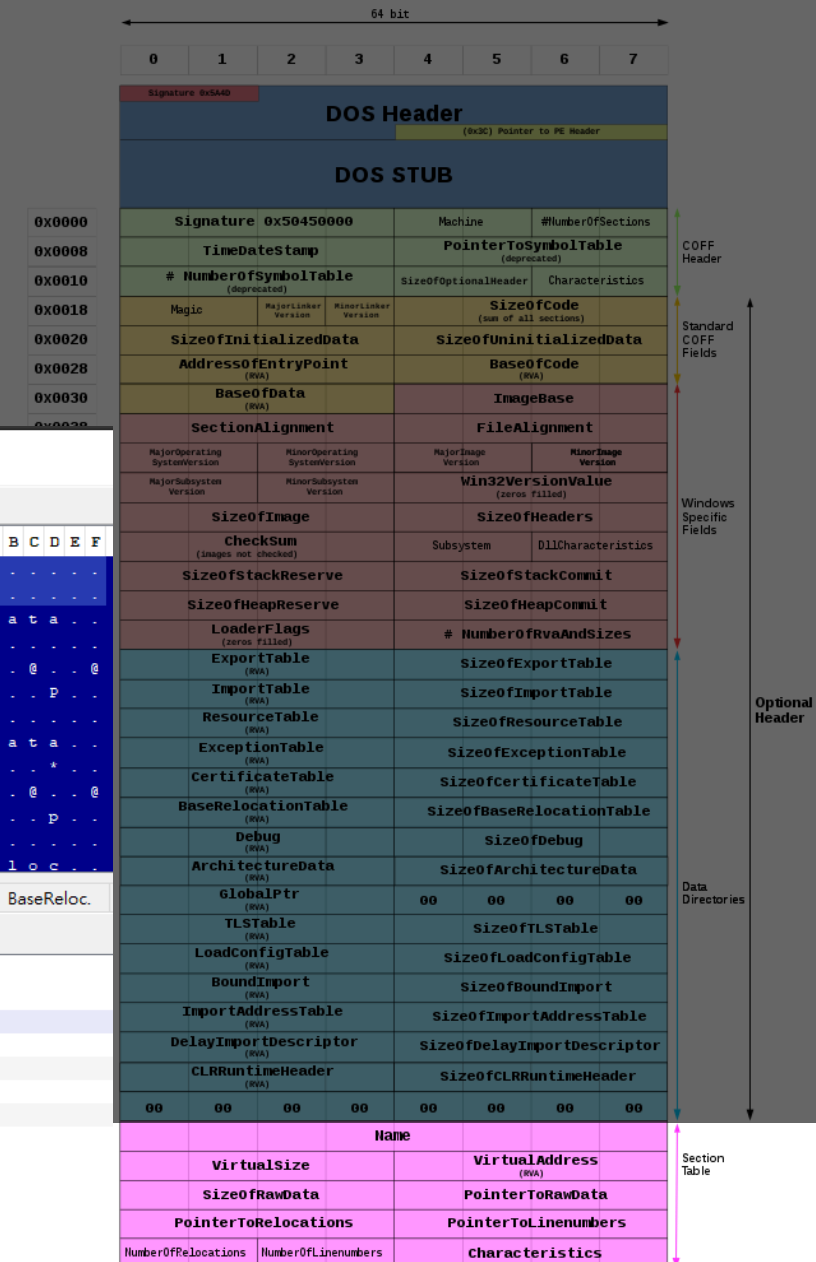 64 bit
0 1 2 3 4 5 6 7
Signature 0x5A4D
DOS Header
(0x3C) Pointer to PE Header
DOS STUB
0x0000 Signature 0x50450000 Machine #NumberOfSections
0x0008 TimeDateStamp PointerToSymbolTable
(deprecated)
COFF
Header
0x0010 # NumberOfSymbolTable SizeOfOptionalHeader Characteristics
(deprecated)
0x0018 Magic MajorLinker Version MinorLinker Version SizeOfCode
(sum of all sections)
0x0020 SizeOfInitializedData SizeOfUninitializedData
Standard
COFF
Fields
0x0028 AddressOfEntryPoint BaseOfCode
(RVA) (RVA)
0x0030 BaseOfData ImageBase
(RVA)
SectionAlignment FileAlignment
MajorOperating SystemVersion MinorOperating SystemVersion MajorImage Version MinorImage Version
MajorSubsystem Version MinorSubsystem Version Win32VersionValue
(zeros filled)
Windows
Specific
Fields
SizeOfImage SizeOfHeaders
CheckSum Subsystem DllCharacteristics
(images not checked)
SizeOfStackReserve SizeOfStackCommit
SizeOfHeapReserve SizeOfHeapCommit
LoaderFlags # NumberOfRvaAndSizes
(zeros filled)
ExportTable SizeOfExportTable
(RVA)
ImportTable SizeOfImportTable
(RVA)
ResourceTable SizeOfResourceTable
(RVA)
Optional
Header
ExceptionTable SizeOfExceptionTable
(RVA)
CertificateTable SizeOfCertificateTable
(RVA)
BaseRelocationTable SizeOfBaseRelocationTable
(RVA)
Debug SizeOfDebug
(RVA)
ArchitectureData SizeOfArchitectureData
(RVA)
GlobalPtr 00 00 00 00
(RVA)
Data
Directories
TLSTable SizeOfTLSTable
(RVA)
LoadConfigTable SizeOfLoadConfigTable
(RVA)
BoundImport SizeOfBoundImport
(RVA)
ImportAddressTable SizeOfImportAddressTable
(RVA)
DelayImportDescriptor SizeOfDelayImportDescriptor
(RVA)
CLRRuntimeHeader SizeOfCLRRuntimeHeader
(RVA)
00 00 00 00 00 00 00 00
Name
VirtualSize VirtualAddress
(RVA)
Section
Table
SizeOfRawData PointerToRawData
PointerToRelocations PointerToLinenumbers
NumberOfRelocations NumberOfLinenumbers Characteristics
B C D E F
. . . . .
. . . . .
a t a . .
. . . . .
. @ . . @
. . p . .
. . . . .
a t a . .
. . * . .
. @ . . @
. . p . .
. . . . .
l o c . .
BaseReloc.